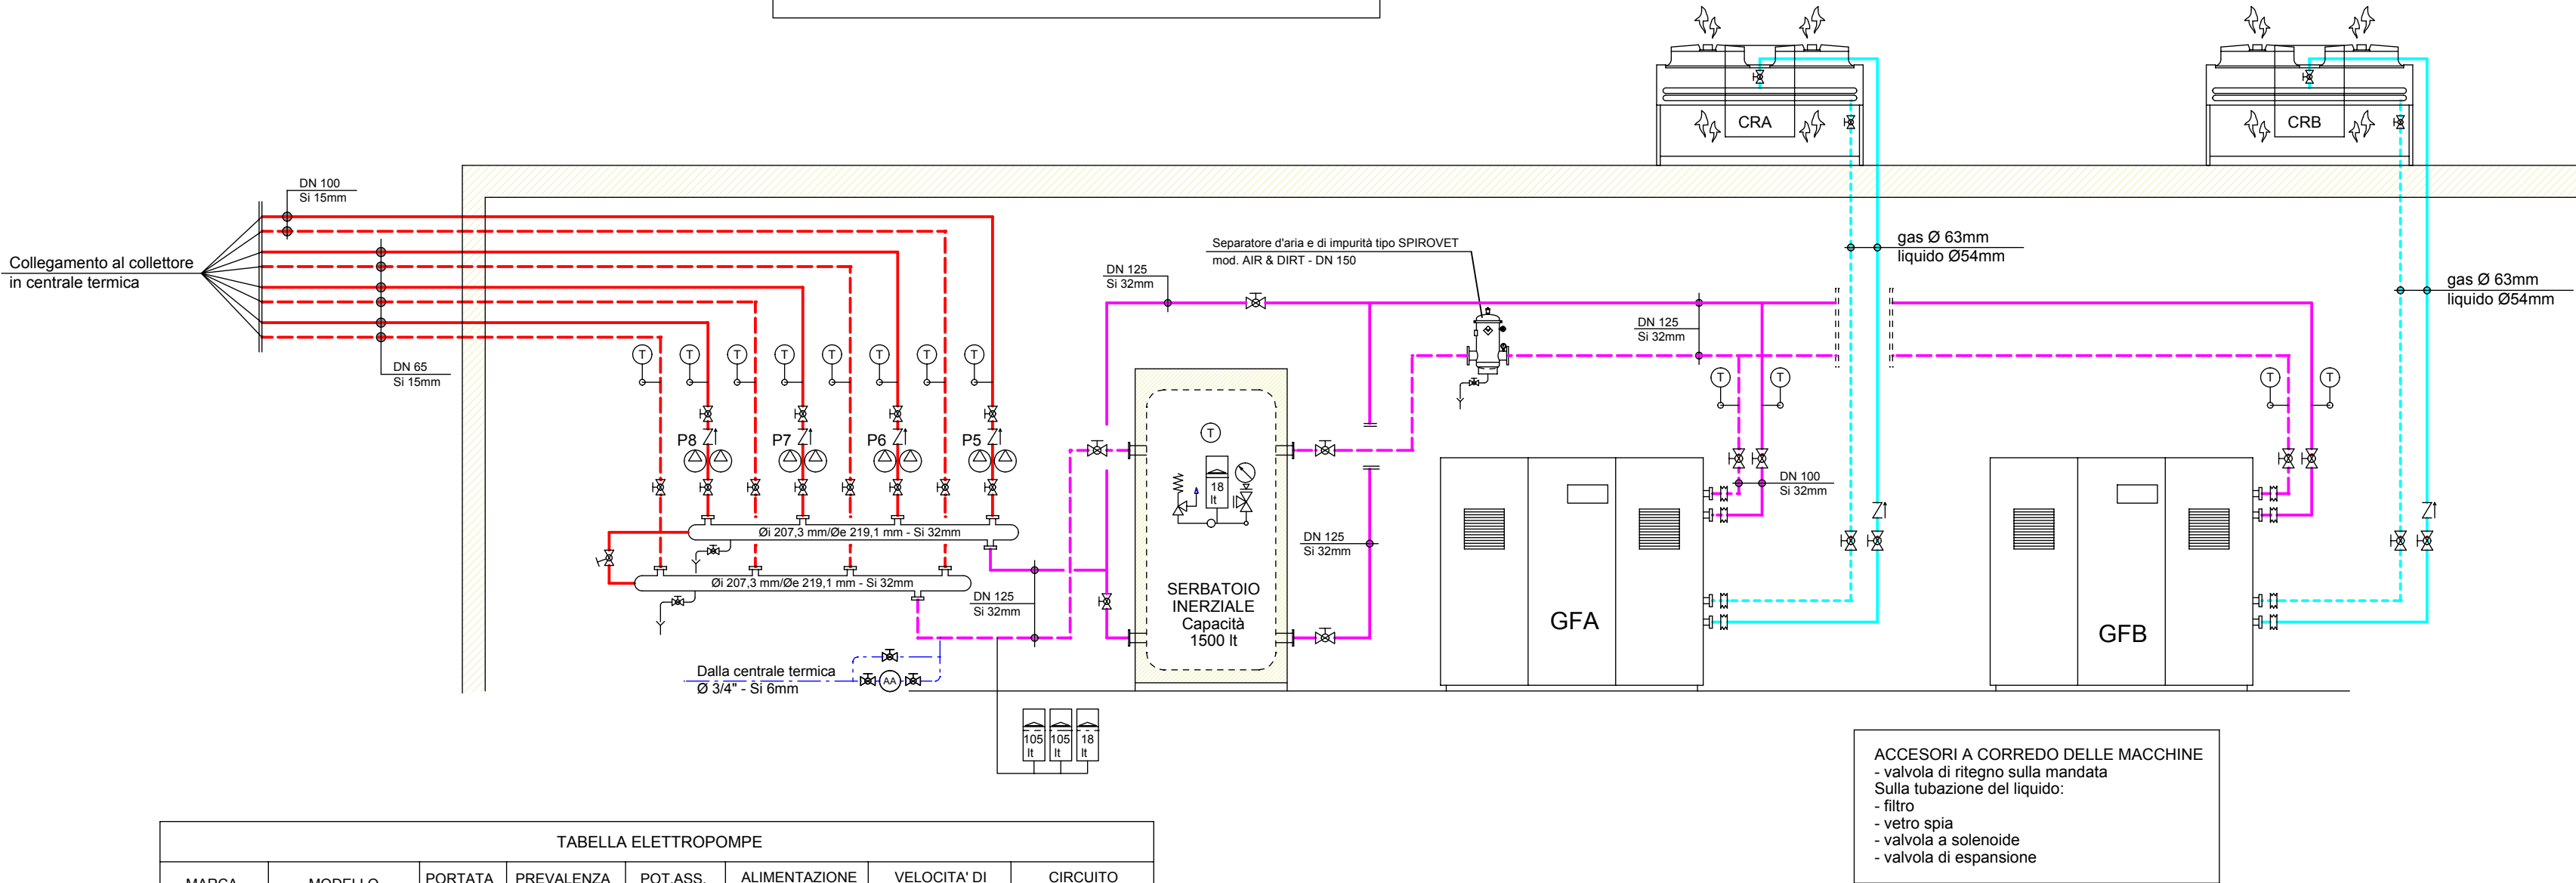 CRA
CRB
DN 100
Si 15mm
Collegamento al collettore
in centrale termica
DN 65
Si 15mm
Separatore d'aria e di impurità tipo SPIROVET
mod. AIR & DIRT - DN 150
DN 125
Si 32mm
DN 125
Si 32mm
gas Ø 63mm
liquido Ø54mm
gas Ø 63mm
liquido Ø54mm
T
T
T
T
T
T
T
T
T
T
T
T
T
P8
P7
P6
P5
18
lt
DN 100
Si 32mm
Øi 207,3 mm/Øe 219,1 mm - Si 32mm
Øi 207,3 mm/Øe 219,1 mm - Si 32mm
DN 125
Si 32mm
DN 125
Si 32mm
SERBATOIO
INERZIALE
Capacità
1500 lt
GFA
GFB
Dalla centrale termica
Ø 3/4" - Si 6mm
AA
105
lt
105
lt
18
lt
ACCESORI A CORREDO DELLE MACCHINE
- valvola di ritegno sulla mandata
Sulla tubazione del liquido:
- filtro
- vetro spia
- valvola a solenoide
- valvola di espansione
TABELLA ELETTROPOMPE
MARCA MODELLO PORTATA PREVALENZA POT.ASS. ALIMENTAZIONE VELOCITA' DI CIRCUITO